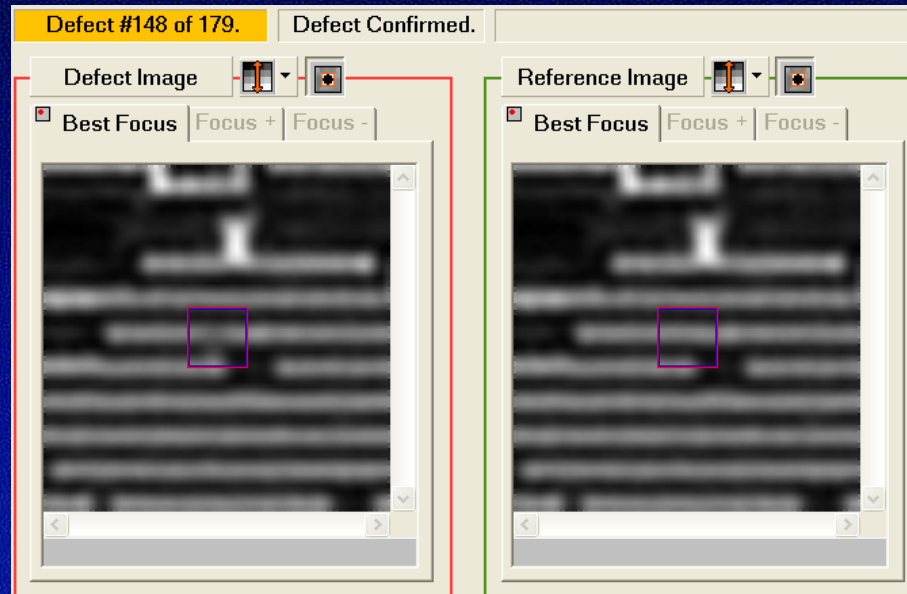 Defect #148 of 179. Defect Confirmed.
Defect Image Reference Image
Best Focus Focus + Focus - Best Focus Focus + Focus -